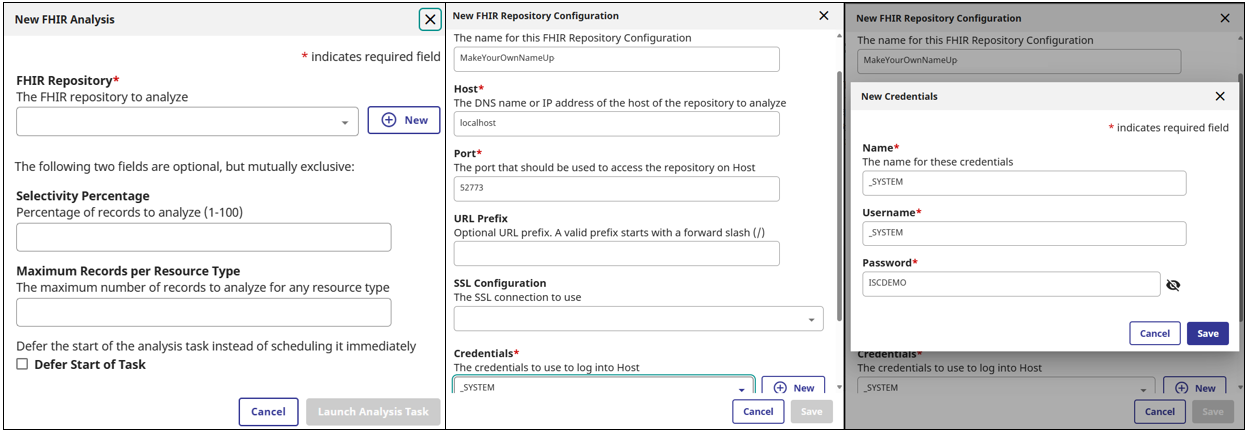 New FHIR Analysis
* indicates required field
FHIR Repository*
The FHIR repository to analyze
New
The following two fields are optional, but mutually exclusive:
Selectivity Percentage
Percentage of records to analyze (1-100)
Maximum Records per Resource Type
The maximum number of records to analyze for any resource type
Defer the start of the analysis task instead of scheduling it immediately
Defer Start of Task
Cancel
Launch Analysis Task
New FHIR Repository Configuration
The name for this FHIR Repository Configuration
MakeYourOwnNameUp
Host*
The DNS name or IP address of the host of the repository to analyze
localhost
Port*
The port that should be used to access the repository on Host
52773
URL Prefix
Optional URL prefix. A valid prefix starts with a forward slash (/)
SSL Configuration
The SSL connection to use
Credentials*
The credentials to use to log into Host
_SYSTEM
New
Cancel
Save
New FHIR Repository Configuration
The name for this FHIR Repository Configuration
MakeYourOwnNameUp
New Credentials
* indicates required field
Name*
The name for these credentials
_SYSTEM
Username*
_SYSTEM
Password*
ISCDEMO
Cancel
Save
Credentials*
The credentials to use to log into Host
_SYSTEM
New
Cancel
Save